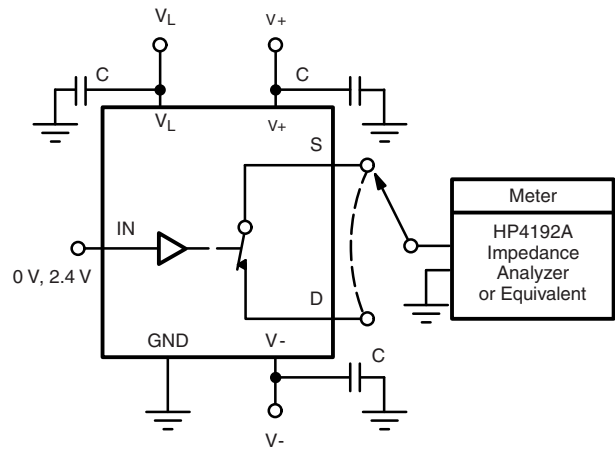 V_L V+
C C
V_L V+
S
Meter
IN
HP4192A
Impedance
Analyzer
or Equivalent
0 V, 2.4 V
D
GND V-
C
V-